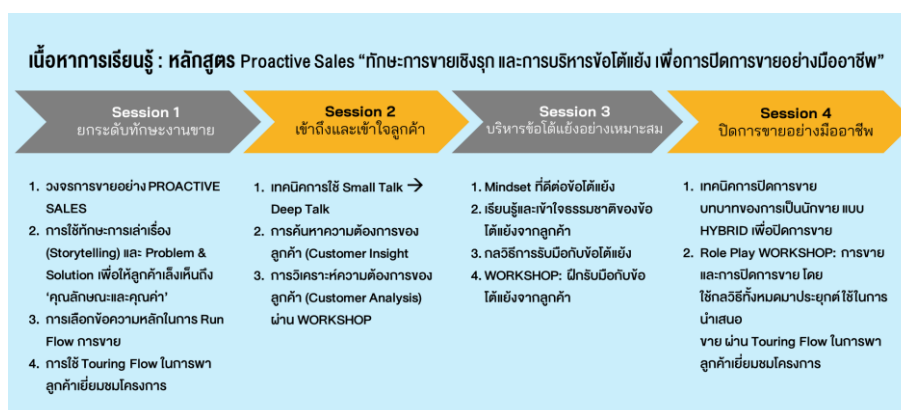 เนื้อหาการเรียนรู้ : หลักสูตร Proactive Sales “ทักษะการขายเชิงรุก และการบริหารข้อโต้แย้ง เพื่อการปิดการขายอย่างมืออาชีพ”
Session 1
ยกระดับทักษะงานขาย
1. วงจรการขายอย่าง PROACTIVE
SALES
2. การใช้ทักษะการเล่าเรื่อง
(Storytelling) และ Problem &
Solution เพื่อให้ลูกค้าเล็งเห็นถึง
‘คุณลักษณะและคุณค่า’
3. การเลือกข้อความหลักในการ Run
Flow การขาย
4. การใช้ Touring Flow ในการพา
ลูกค้าเยี่ยมชมโครงการ
Session 2
เข้าถึงและเข้าใจลูกค้า
1. เทคนิคการใช้ Small Talk →
Deep Talk
2. การค้นหาความต้องการของ
ลูกค้า (Customer Insight)
3. การวิเคราะห์ความต้องการของ
ลูกค้า (Customer Analysis)
ผ่าน WORKSHOP
Session 3
บริหารข้อโต้แย้งอย่างเหมาะสม
1. Mindset ที่ดีต่อข้อโต้แย้ง
2. เรียนรู้และเข้าใจธรรมชาติของข้อ
โต้แย้งจากลูกค้า
3. กลวิธีการรับมือกับข้อโต้แย้ง
4. WORKSHOP: ฝึกรับมือกับข้อ
โต้แย้งจากลูกค้า
Session 4
ปิดการขายอย่างมืออาชีพ
1. เทคนิคการปิดการขาย
บทบาทของการเป็นนักขาย แบบ
HYBRID เพื่อปิดการขาย
2. Role Play WORKSHOP: การขาย
และการปิดการขาย โดย
ใช้กลวิธีทั้งหมดมาประยุกต์ใช้ในการ
นำเสนอ
ขาย ผ่าน Touring Flow ในการพา
ลูกค้าเยี่ยมชมโครงการ